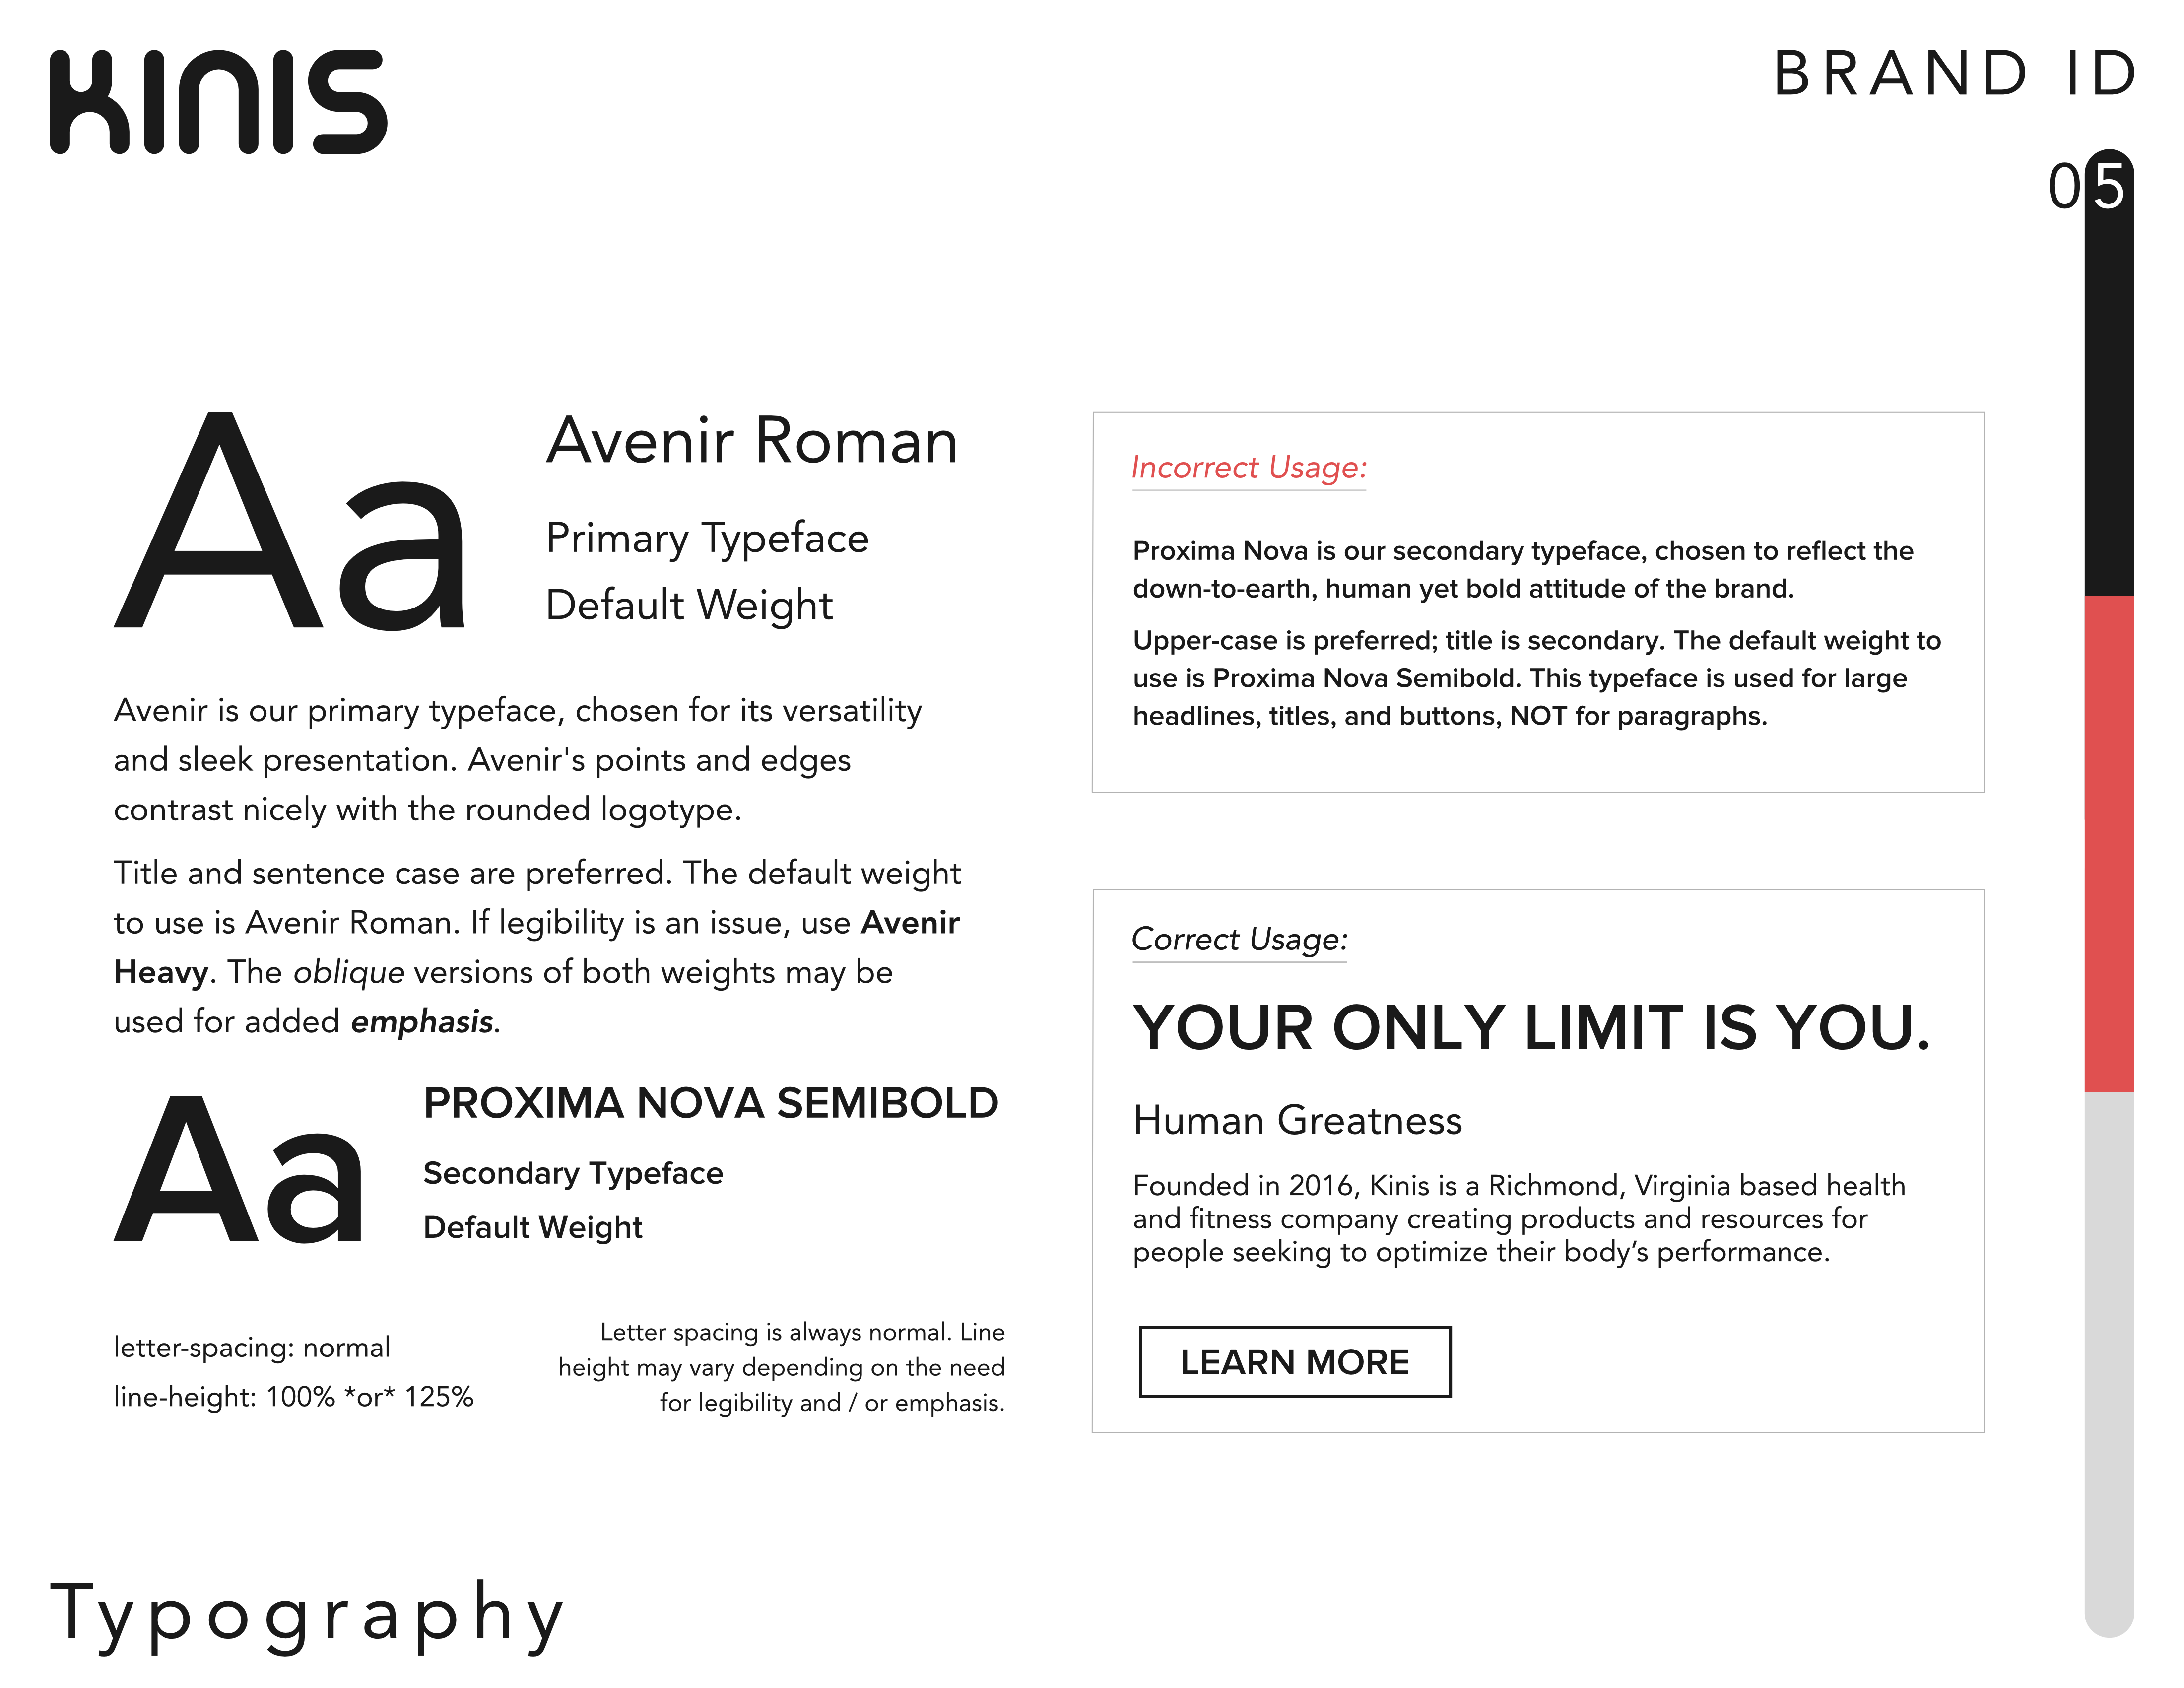 KINIS
BRAND ID
05
Aa
Avenir Roman
Primary Typeface
Default Weight
Avenir is our primary typeface, chosen for its versatility
and sleek presentation. Avenir's points and edges
contrast nicely with the rounded logotype.
Title and sentence case are preferred. The default weight
to use is Avenir Roman. If legibility is an issue, use Avenir
Heavy. The oblique versions of both weights may be
used for added emphasis.
Aa
PROXIMA NOVA SEMIBOLD
Secondary Typeface
Default Weight
letter-spacing: normal
line-height: 100% *or* 125%
Letter spacing is always normal. Line
height may vary depending on the need
for legibility and / or emphasis.
Incorrect Usage:
Proxima Nova is our secondary typeface, chosen to reflect the
down-to-earth, human yet bold attitude of the brand.
Upper-case is preferred; title is secondary. The default weight to
use is Proxima Nova Semibold. This typeface is used for large
headlines, titles, and buttons, NOT for paragraphs.
Correct Usage:
YOUR ONLY LIMIT IS YOU.
Human Greatness
Founded in 2016, Kinis is a Richmond, Virginia based health
and fitness company creating products and resources for
people seeking to optimize their body’s performance.
LEARN MORE
Typography